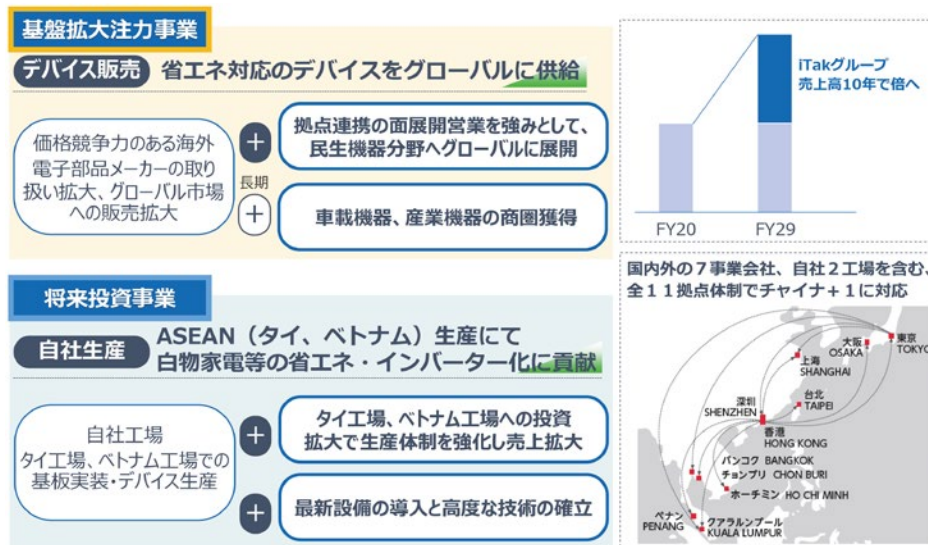 基盤拡大注力事業
デバイス販売
省エネ対応のデバイスをグローバルに供給
価格競争力のある海外
電子部品メーカーの取り
扱い拡大、グローバル市場
への販売拡大
+
拠点連携の面展開営業を強みとして、
民生機器分野へグローバルに展開
長期
+
車載機器、産業機器の商圏獲得
将来投資事業
自社生産
ASEAN（タイ、ベトナム）生産にて
白物家電等の省エネ・インバーター化に貢献
自社工場
タイ工場、ベトナム工場での
基板実装・デバイス生産
+
タイ工場、ベトナム工場への投資
拡大で生産体制を強化し売上拡大
+
最新設備の導入と高度な技術の確立
iTakグループ
売上高10年で倍へ
FY20
FY29
国内外の７事業会社、自社２工場を含む、
全１１拠点体制でチャイナ＋１に対応
東京
TOKYO
大阪
OSAKA
上海
SHANGHAI
台北
TAIPEI
深圳
SHENZHEN
香港
HONG KONG
バンコク BANGKOK
チョンブリ CHON BURI
ホーチミン HO CHI MINH
ペナン
PENANG
クアラルンプール
KUALA LUMPUR